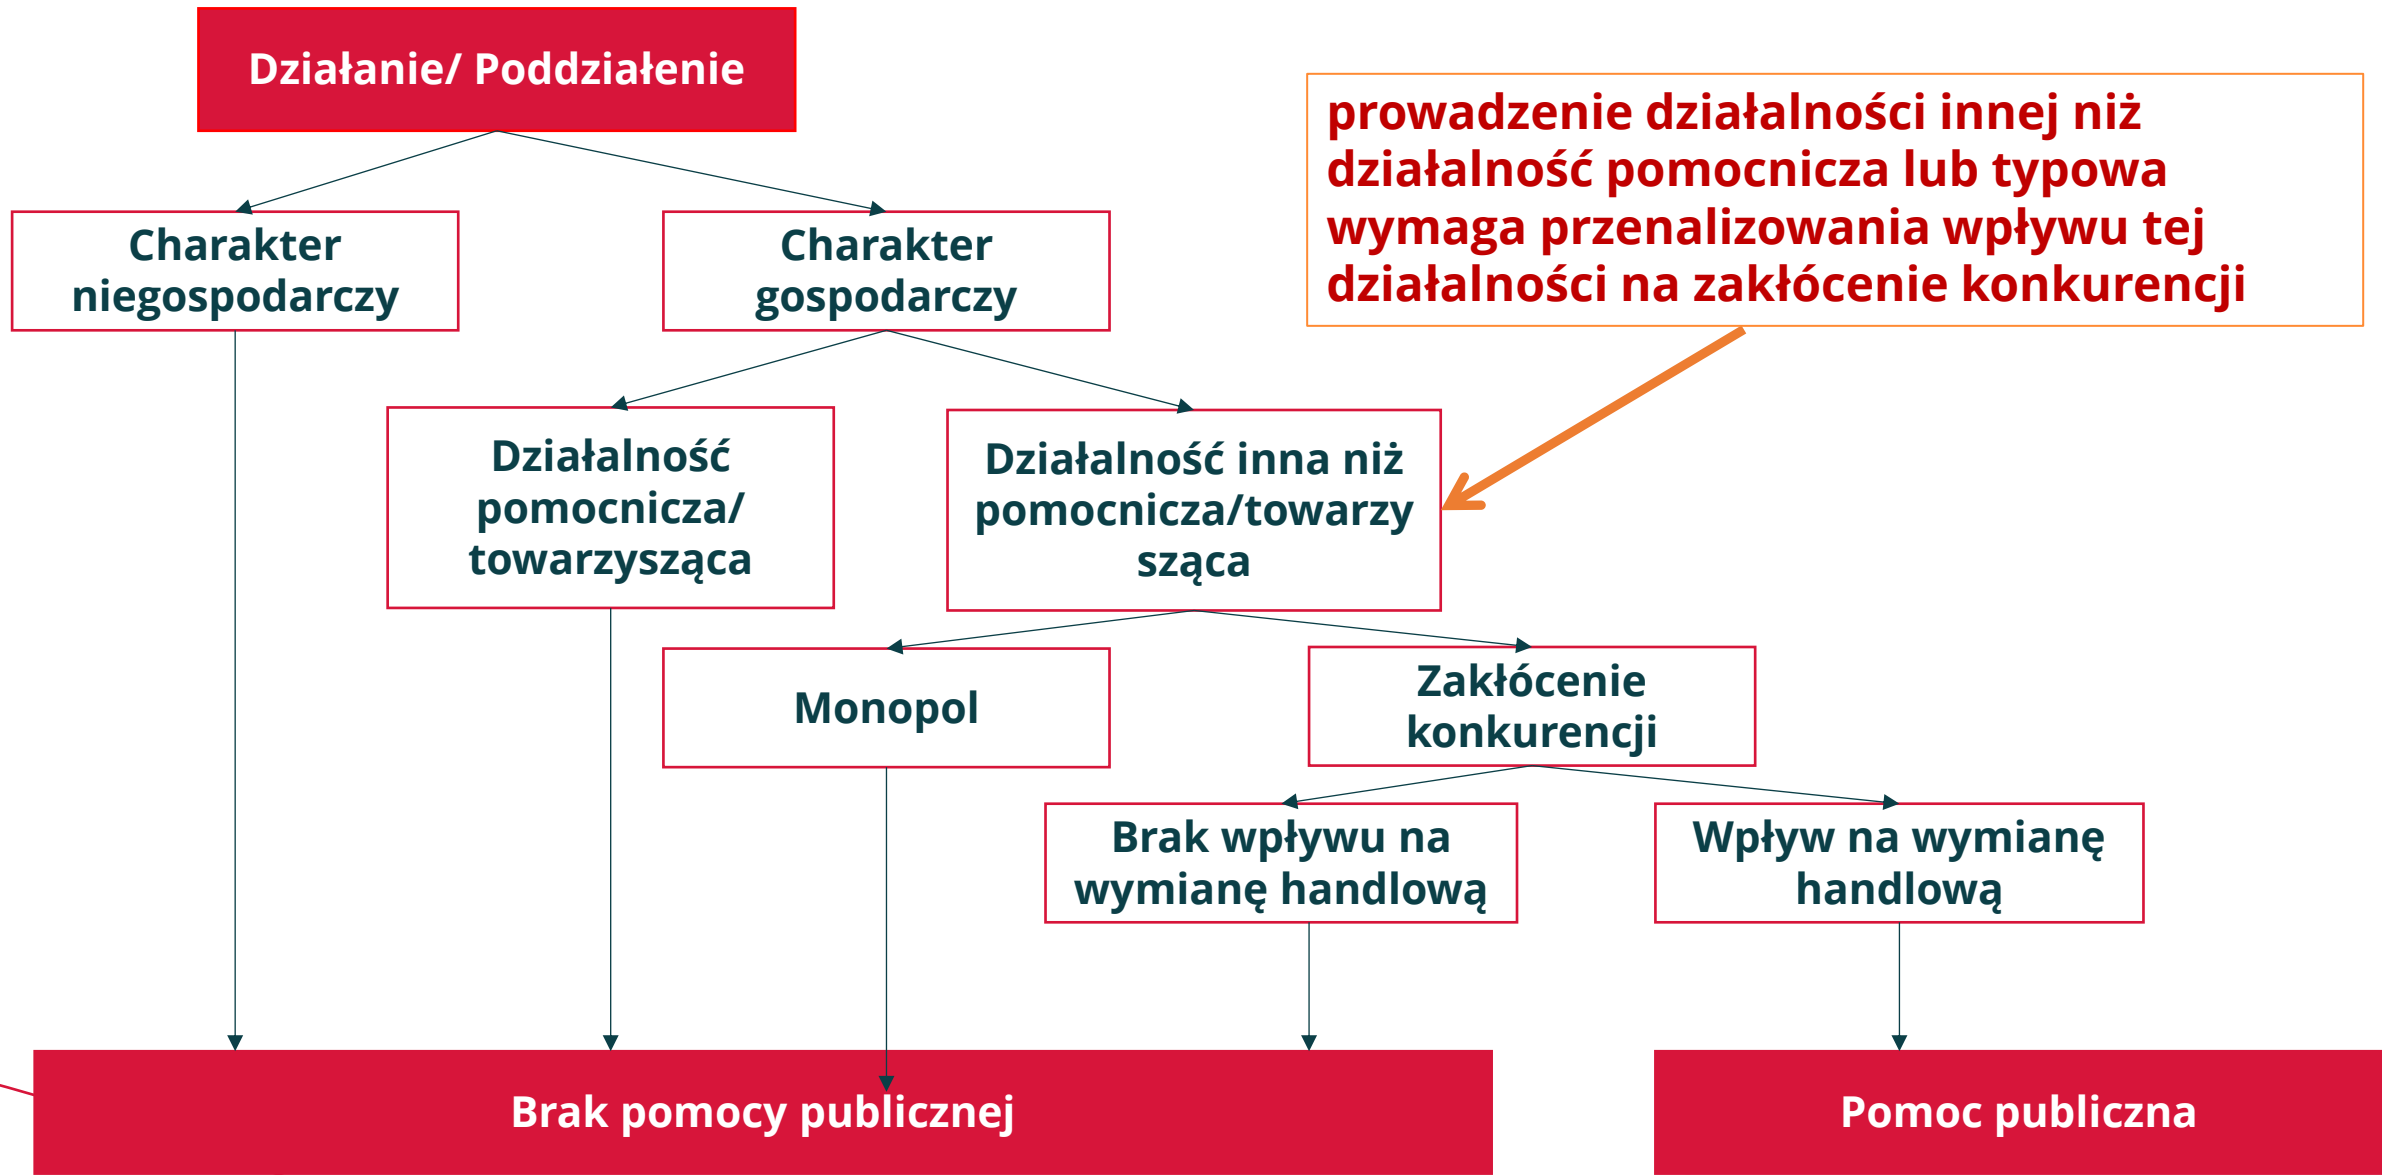 Działanie/ Poddziałenie
prowadzenie działalności innej niż
działalność pomocnicza lub typowa
wymaga przenalizowania wpływu tej
działalności na zakłócenie konkurencji
Charakter
niegospodarczy
Charakter
gospodarczy
Działalność
pomocnicza/
towarzysząca
Działalność inna niż
pomocnicza/towarzy
sząca
Monopol
Zakłócenie
konkurencji
Brak wpływu na
wymianę handlową
Wpływ na wymianę
handlową
Brak pomocy publicznej
Pomoc publiczna